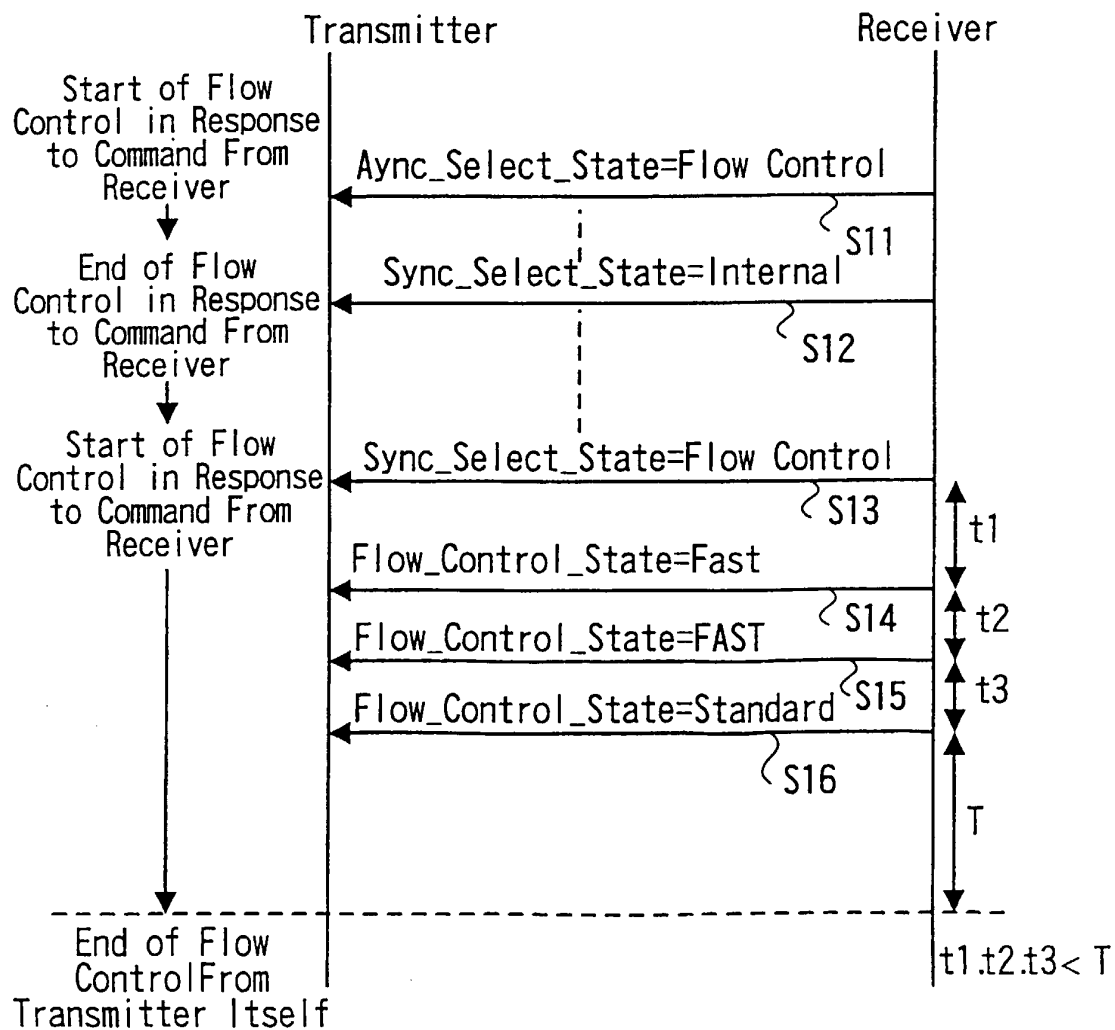 Transmitter
Receiver
Start of Flow
Control in Response
to Command From
Receiver
Aync_Select_State=Flow Control
S11
End of Flow
Control in Response
to Command From
Receiver
Sync_Select_State=Internal
S12
Start of Flow
Control in Response
to Command From
Receiver
Sync_Select_State=Flow Control
S13
t1
Flow_Control_State=Fast
S14
t2
Flow_Control_State=FAST
S15
t3
Flow_Control_State=Standard
S16
T
End of Flow
ControlFrom
Transmitter Itself
t1.t2.t3< T